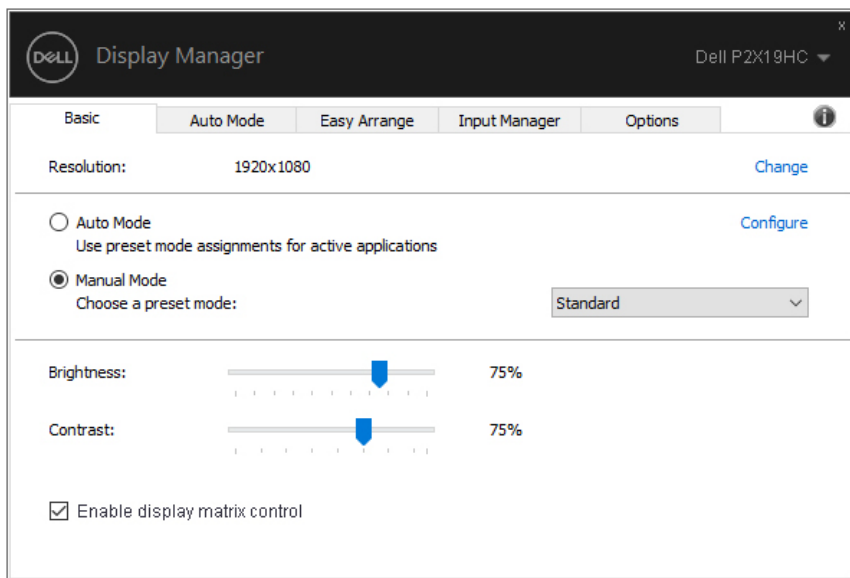 x
DELL Display Manager Dell P2X19HC
Basic Auto Mode Easy Arrange Input Manager Options i
Resolution: 1920x1080 Change
Auto Mode Configure
Use preset mode assignments for active applications
Manual Mode
Choose a preset mode: Standard
Brightness: 75%
Contrast: 75%
Enable display matrix control